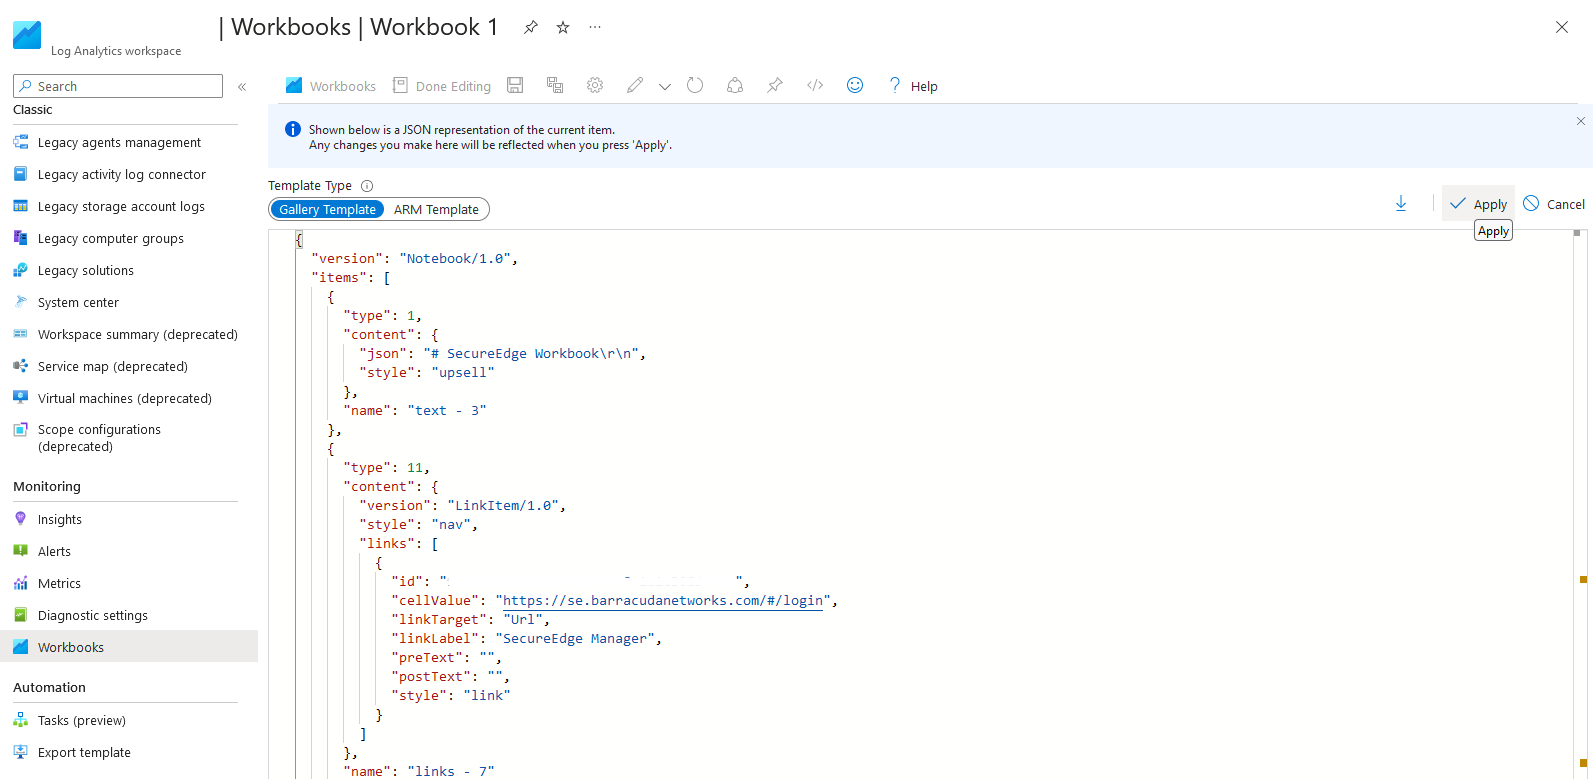 | Workbooks | Workbook 1
Log Analytics workspace
Search
Workbooks
Done Editing
Help
Classic
Legacy agents management
Legacy activity log connector
Legacy storage account logs
Legacy computer groups
Legacy solutions
System center
Workspace summary (deprecated)
Service map (deprecated)
Virtual machines (deprecated)
Scope configurations
(deprecated)
Monitoring
Insights
Alerts
Metrics
Diagnostic settings
Workbooks
Automation
Tasks (preview)
Export template
Shown below is a JSON representation of the current item.
Any changes you make here will be reflected when you press 'Apply'.
Template Type
Gallery Template
ARM Template
Apply
Cancel
Apply
{
"version": "Notebook/1.0",
"items": [
{
"type": 1,
"content": {
"json": "# SecureEdge Workbook\r\n",
"style": "upsell"
},
"name": "text - 3"
},
{
"type": 11,
"content": {
"version": "LinkItem/1.0",
"style": "nav",
"links": [
{
"id": "",
"cellValue": "https://se.barracudanetworks.com/#/login",
"linkTarget": "Url",
"linkLabel": "SecureEdge Manager",
"preText": "",
"postText": "",
"style": "link"
}
]
},
"name": "links - 7"